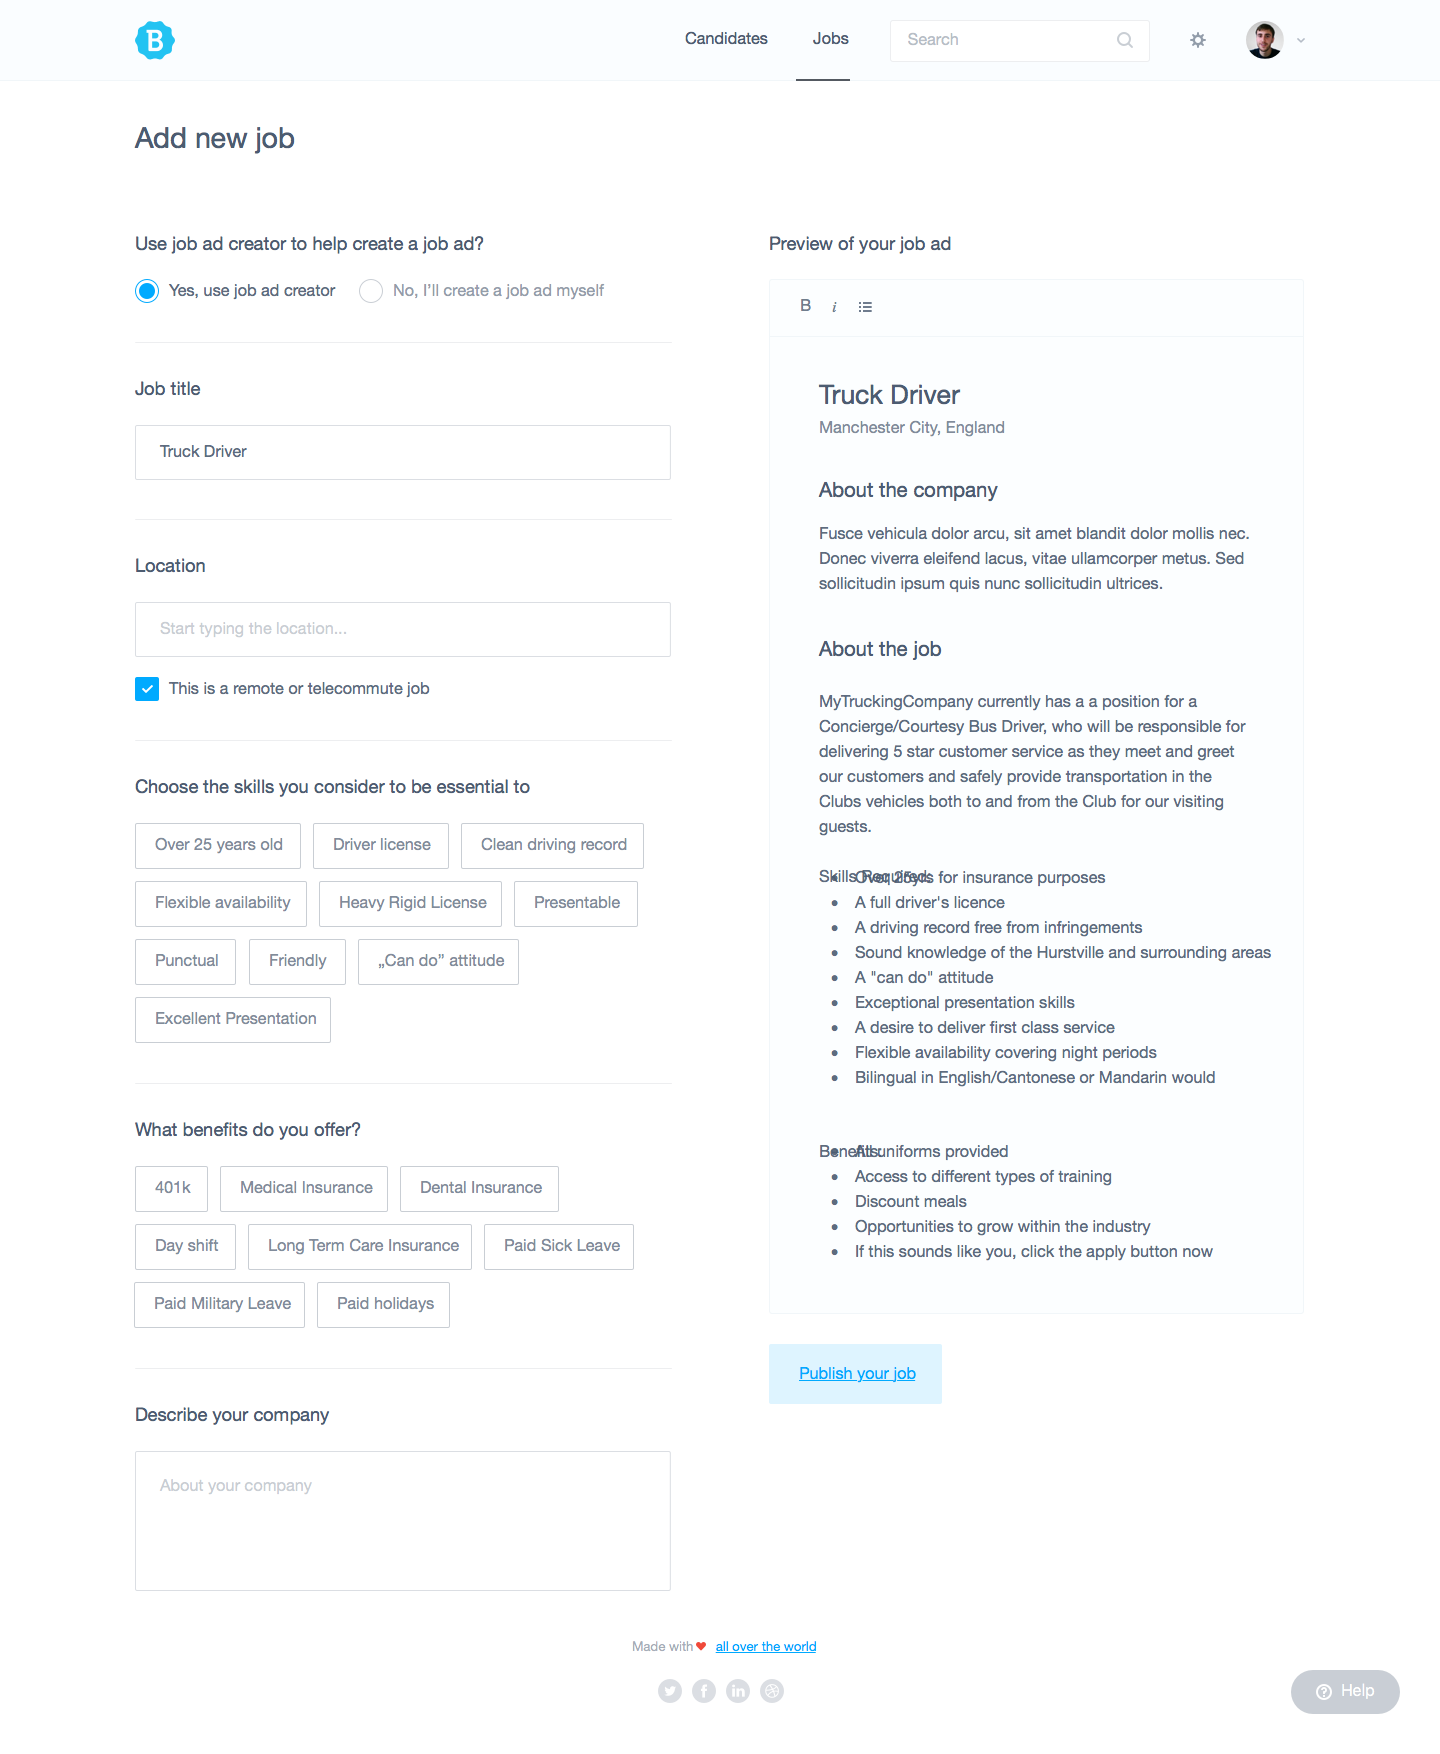 B
Candidates
Jobs
Search
Add new job
Use job ad creator to help create a job ad?
Yes, use job ad creator
No, I'll create a job ad myself
Job title
Truck Driver
Location
Start typing the location...
This is a remote or telecommute job
Choose the skills you consider to be essential to
Over 25 years old
Driver license
Clean driving record
Flexible availability
Heavy Rigid License
Presentable
Punctual
Friendly
„Can do” attitude
Excellent Presentation
What benefits do you offer?
401k
Medical Insurance
Dental Insurance
Day shift
Long Term Care Insurance
Paid Sick Leave
Paid Military Leave
Paid holidays
Describe your company
About your company
Preview of your job ad
B i
Truck Driver
Manchester City, England
About the company
Fusce vehicula dolor arcu, sit amet blandit dolor mollis nec.
Donec viverra eleifend lacus, vitae ullamcorper metus. Sed
sollicitudin ipsum quis nunc sollicitudin ultrices.
About the job
MyTruckingCompany currently has a a position for a
Concierge/Courtesy Bus Driver, who will be responsible for
delivering 5 star customer service as they meet and greet
our customers and safely provide transportation in the
Clubs vehicles both to and from the Club for our visiting
guests.
Skills Required:
• Over 25yrs for insurance purposes
• A full driver's licence
• A driving record free from infringements
• Sound knowledge of the Hurstville and surrounding areas
• A "can do" attitude
• Exceptional presentation skills
• A desire to deliver first class service
• Flexible availability covering night periods
• Bilingual in English/Cantonese or Mandarin would
Benefits:
• All uniforms provided
• Access to different types of training
• Discount meals
• Opportunities to grow within the industry
• If this sounds like you, click the apply button now
Publish your job
Made with ❤ all over the world
Help